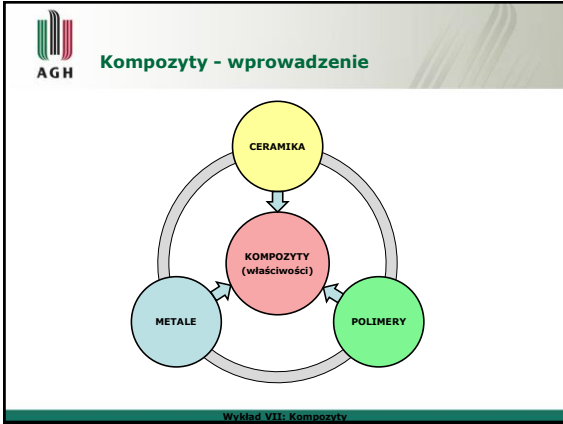 AGH
Kompozyty - wprowadzenie
CERAMIKA
KOMPOZYTY
(właściwości)
METALE
POLIMERY
Wykład VII: Kompozyty